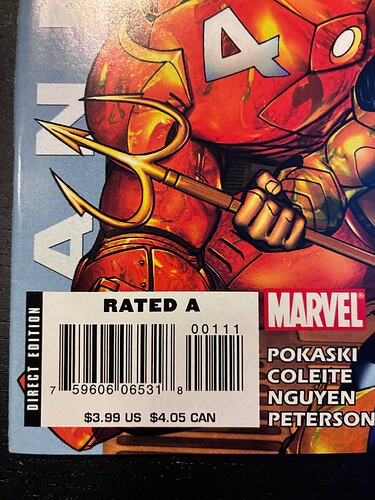 4
AN
DIRECT EDITION
RATED A
00111
7 59606 06531 8
$3.99 US $4.05 CAN
MARVEL
POKASKI
COLEITE
NGUYEN
PETERSON